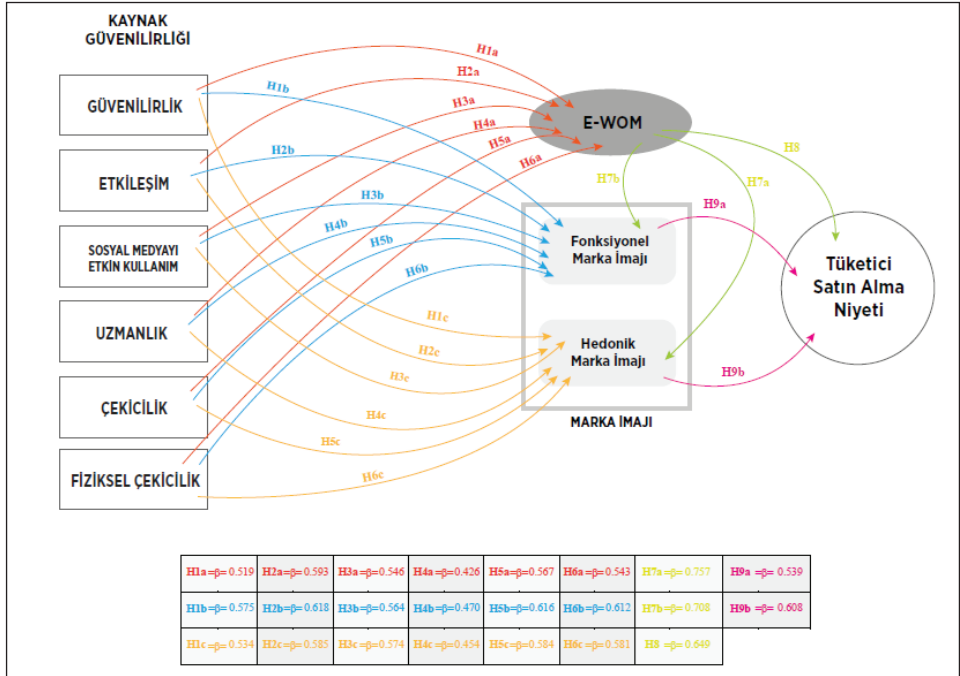 KAYNAK
GÜVENİLİRLİĞİ
GÜVENİLİRLİK
ETKİLEŞİM
SOSYAL MEDYAYI
ETKİN KULLANIM
UZMANLIK
ÇEKİCİLİK
FİZİKSEL ÇEKİCİLİK
H1a
H2a
H3a
H4a
H5a
H6a
H1b
H2b
H3b
H4b
H5b
H6b
H1c
H2c
H3c
H4c
H5c
H6c
E-WOM
H7b
H7a
H8
Fonksiyonel
Marka İmajı
Hedonik
Marka İmajı
MARKA İMAJI
H9a
H9b
Tüketici
Satın Alma
Niyeti
H1a=β= 0.519 H2a=β= 0.593 H3a=β= 0.546 H4a=β= 0.426 H5a=β= 0.567 H6a=β= 0.543 H7a=β= 0.757 H9a =β= 0.539
H1b=β= 0.575 H2b=β= 0.618 H3b=β= 0.564 H4b=β= 0.470 H5b=β= 0.616 H6b=β= 0.612 H7b=β= 0.708 H9b =β= 0.608
H1c=β= 0.534 H2c=β= 0.585 H3c=β= 0.574 H4c=β= 0.454 H5c=β= 0.584 H6c=β= 0.581 H8 =β= 0.649